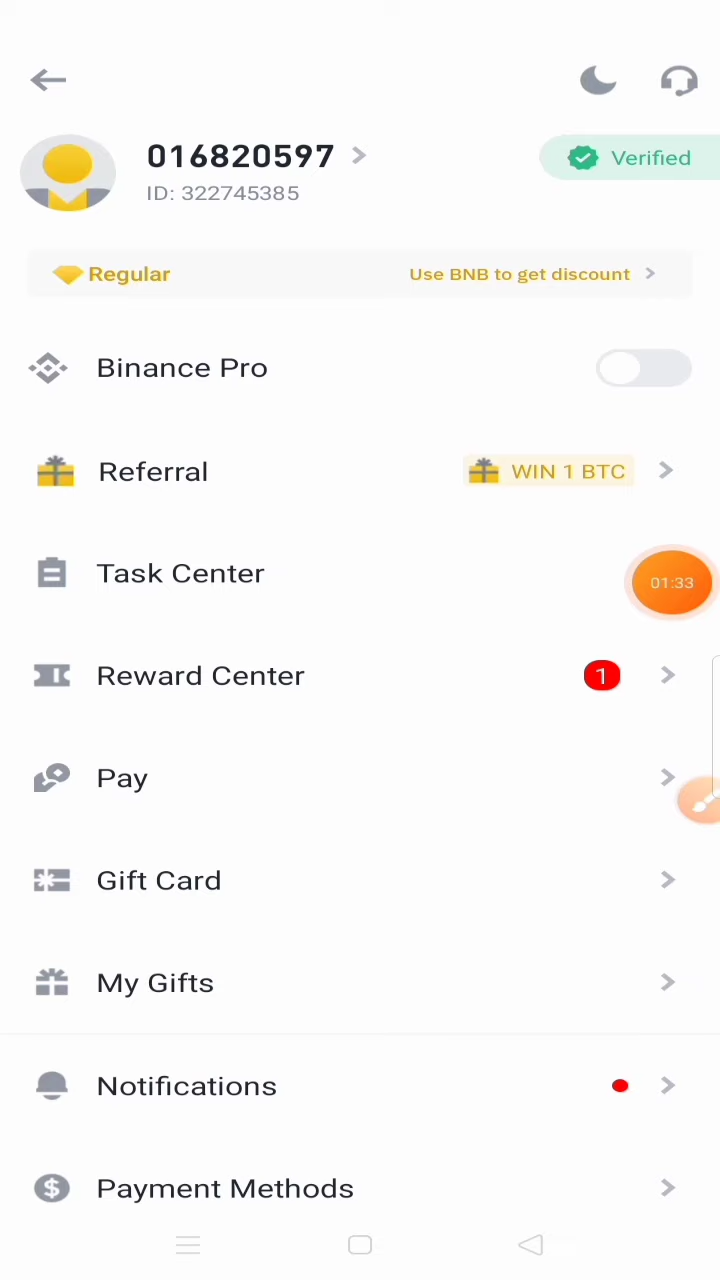 016820597
Verified
ID: 322745385
Regular
Use BNB to get discount
Binance Pro
Referral
WIN 1 BTC
Task Center
01:33
Reward Center
1
Pay
Gift Card
My Gifts
Notifications
Payment Methods